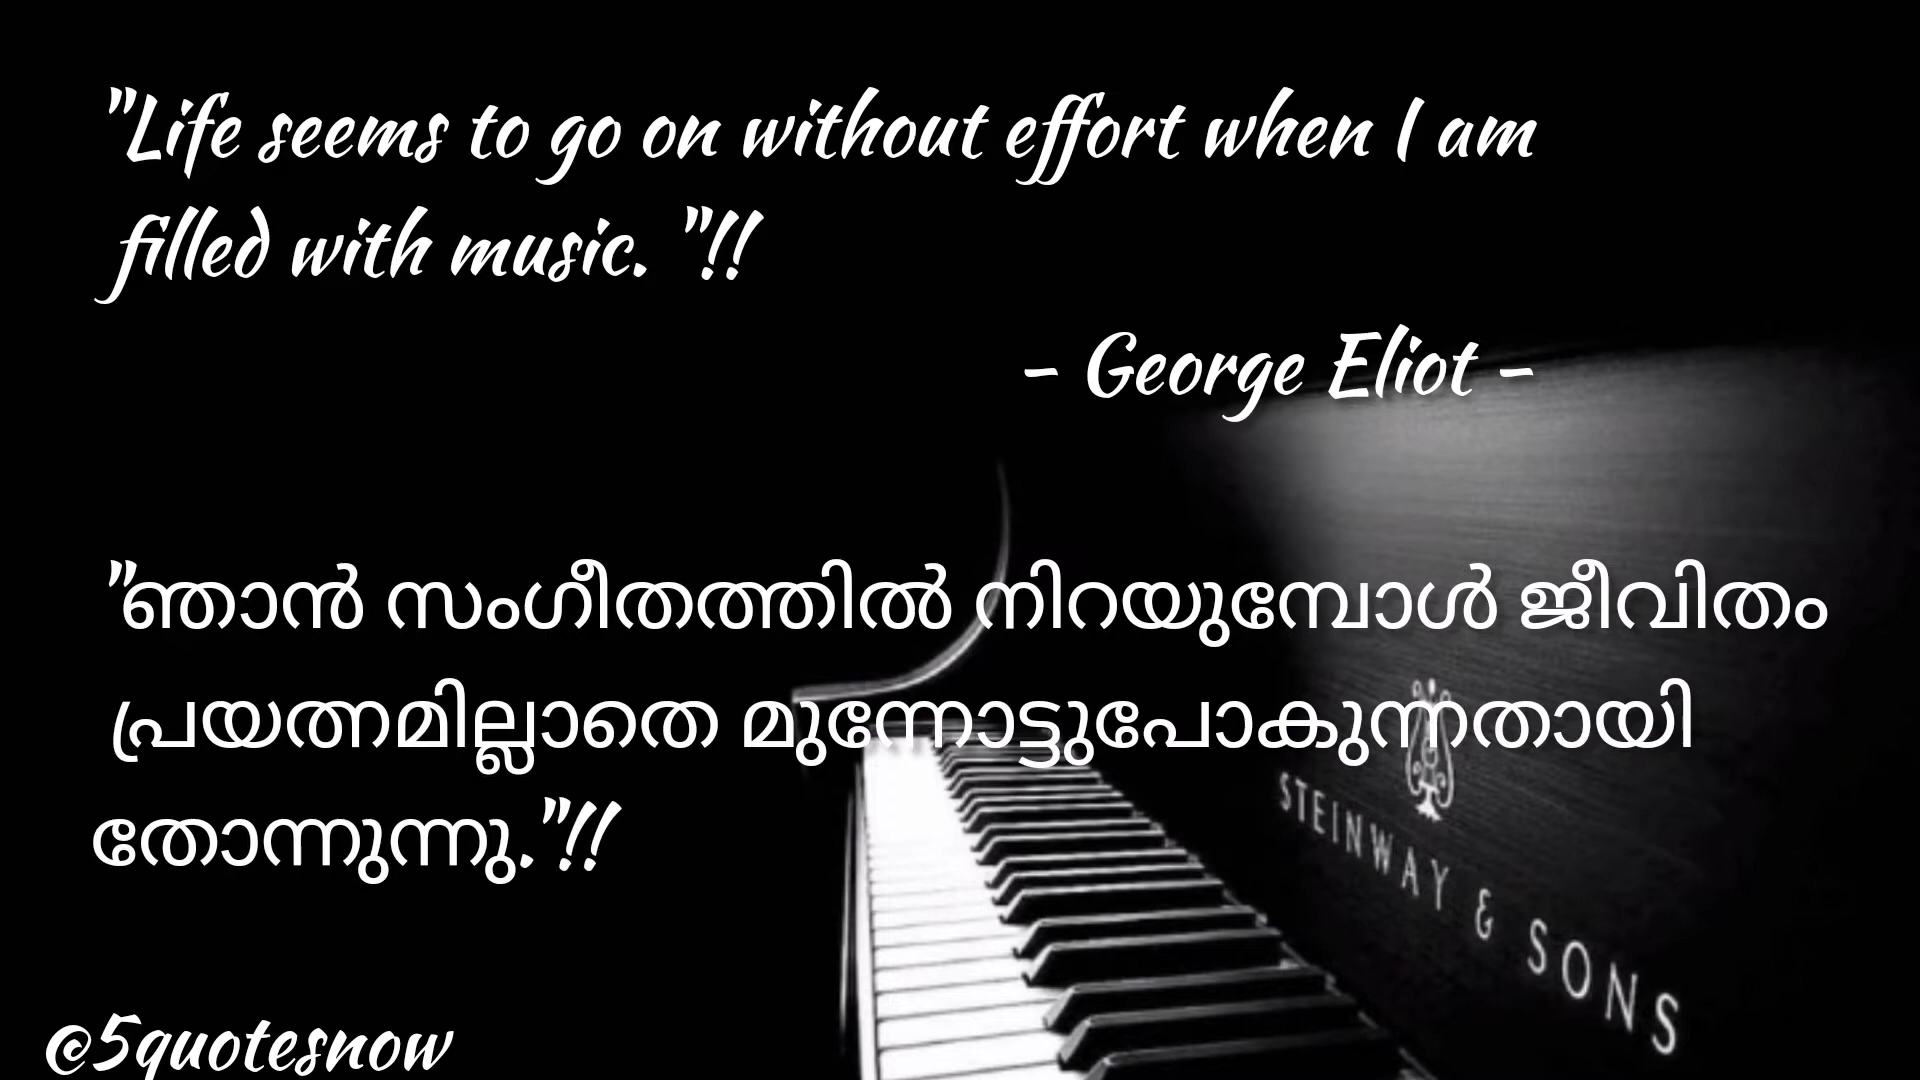 "Life seems to go on without effort when I am
filled with music. "!!
- George Eliot -
"ഞാൻ സംഗീതത്തിൽ നിറയുമ്പോൾ ജീവിതം
പ്രയത്നമില്ലാതെ മുന്നോട്ടുപോകുന്നതായി
തോന്നുന്നു."!!
STEINWAY & SONS
@5quotesnow